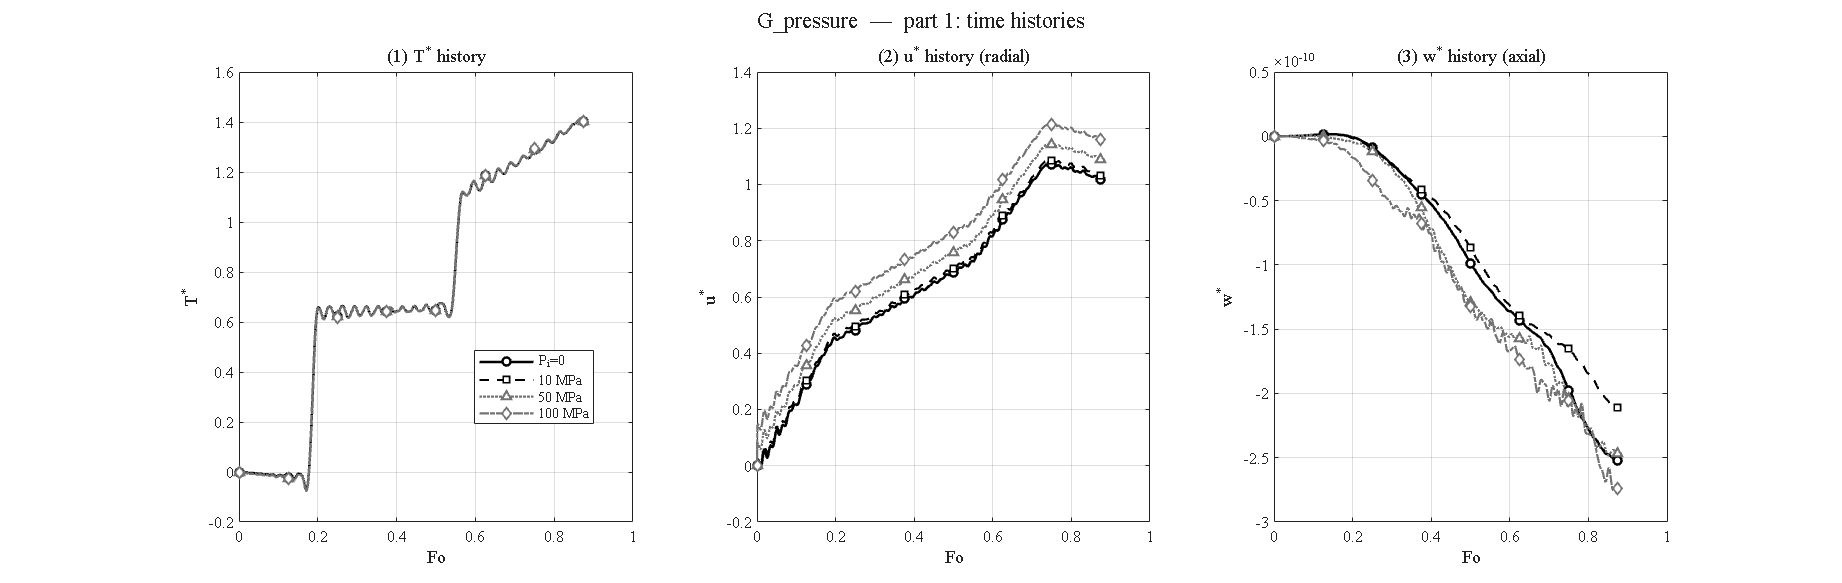 G_pressure — part 1: time histories
(1) T* history
1.6
1.4
1.2
1
0.8
0.6
0.4
0.2
0
-0.2
T*
0 0.2 0.4 0.6 0.8 1
Fo
Pi=0
10 MPa
50 MPa
100 MPa
(2) u* history (radial)
1.4
1.2
1
0.8
0.6
0.4
0.2
0
-0.2
u*
0 0.2 0.4 0.6 0.8 1
Fo
(3) w* history (axial)
×10-10
0.5
0
-0.5
-1
-1.5
-2
-2.5
-3
w*
0 0.2 0.4 0.6 0.8 1
Fo